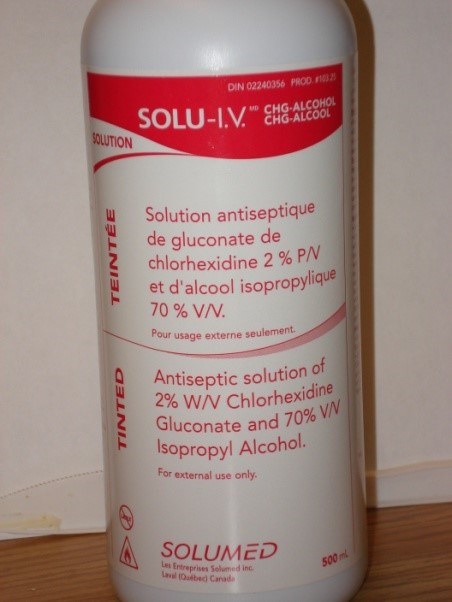 DIN 02240356 PROD. #103.25
SOLU-I.V.MD CHG-ALCOHOL
CHG-ALCOOL
SOLUTION
TEINTÉE
Solution antiseptique
de gluconate de
chlorhexidine 2 % P/V
et d'alcool isopropylique
70 % V/V.
Pour usage externe seulement.
TINTED
Antiseptic solution of
2% W/V Chlorhexidine
Gluconate and 70% V/V
Isopropyl Alcohol.
For external use only.
SOLUMED
Les Entreprises Solumed inc.
Laval (Québec) Canada
500 mL